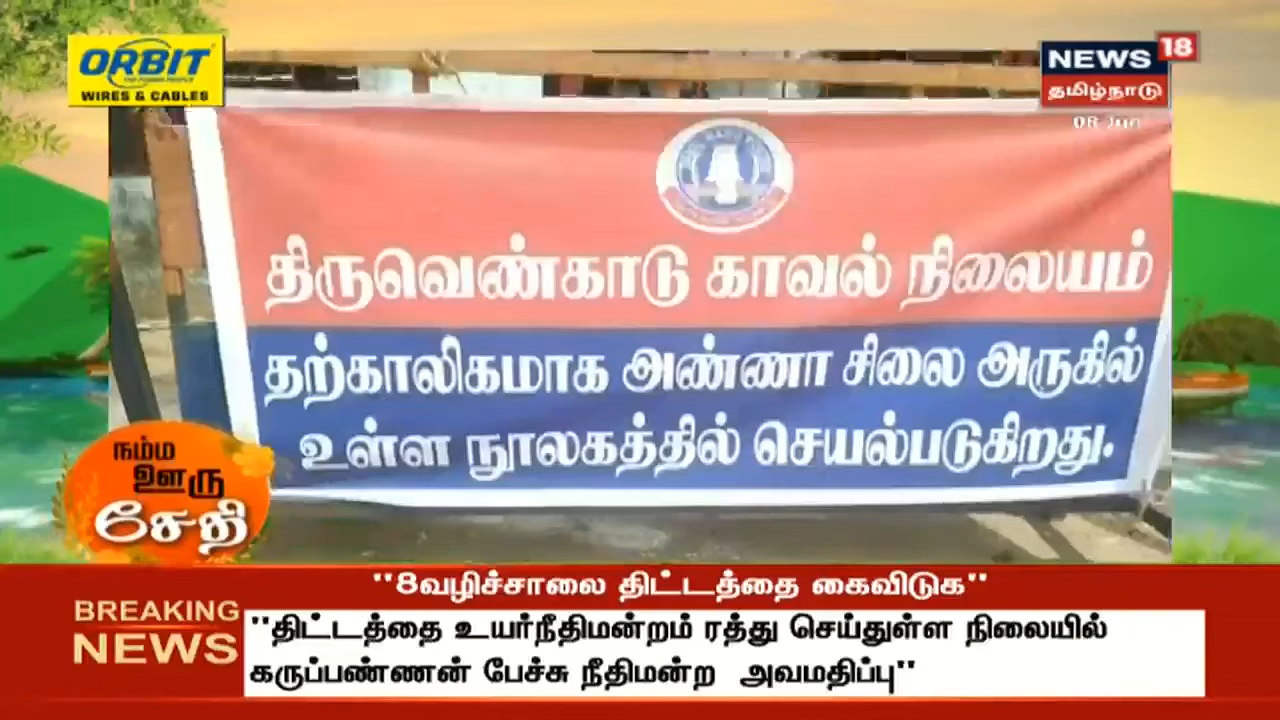 ORBIT
WIRES & CABLES
NEWS 18
தமிழ்நாடு
திருவெண்காடு காவல் நிலையம்
தற்காலிகமாக அண்ணா சிலை அருகில்
உள்ள நூலகத்தில் செயல்படுகிறது.
நம்ம
ஊரு
சேதி
"8வழிச்சாலை திட்டத்தை கைவிடுக"
BREAKING
NEWS
"திட்டத்தை உயர்நீதிமன்றம் ரத்து செய்துள்ள நிலையில்
கருப்பண்ணன் பேச்சு நீதிமன்ற அவமதிப்பு"